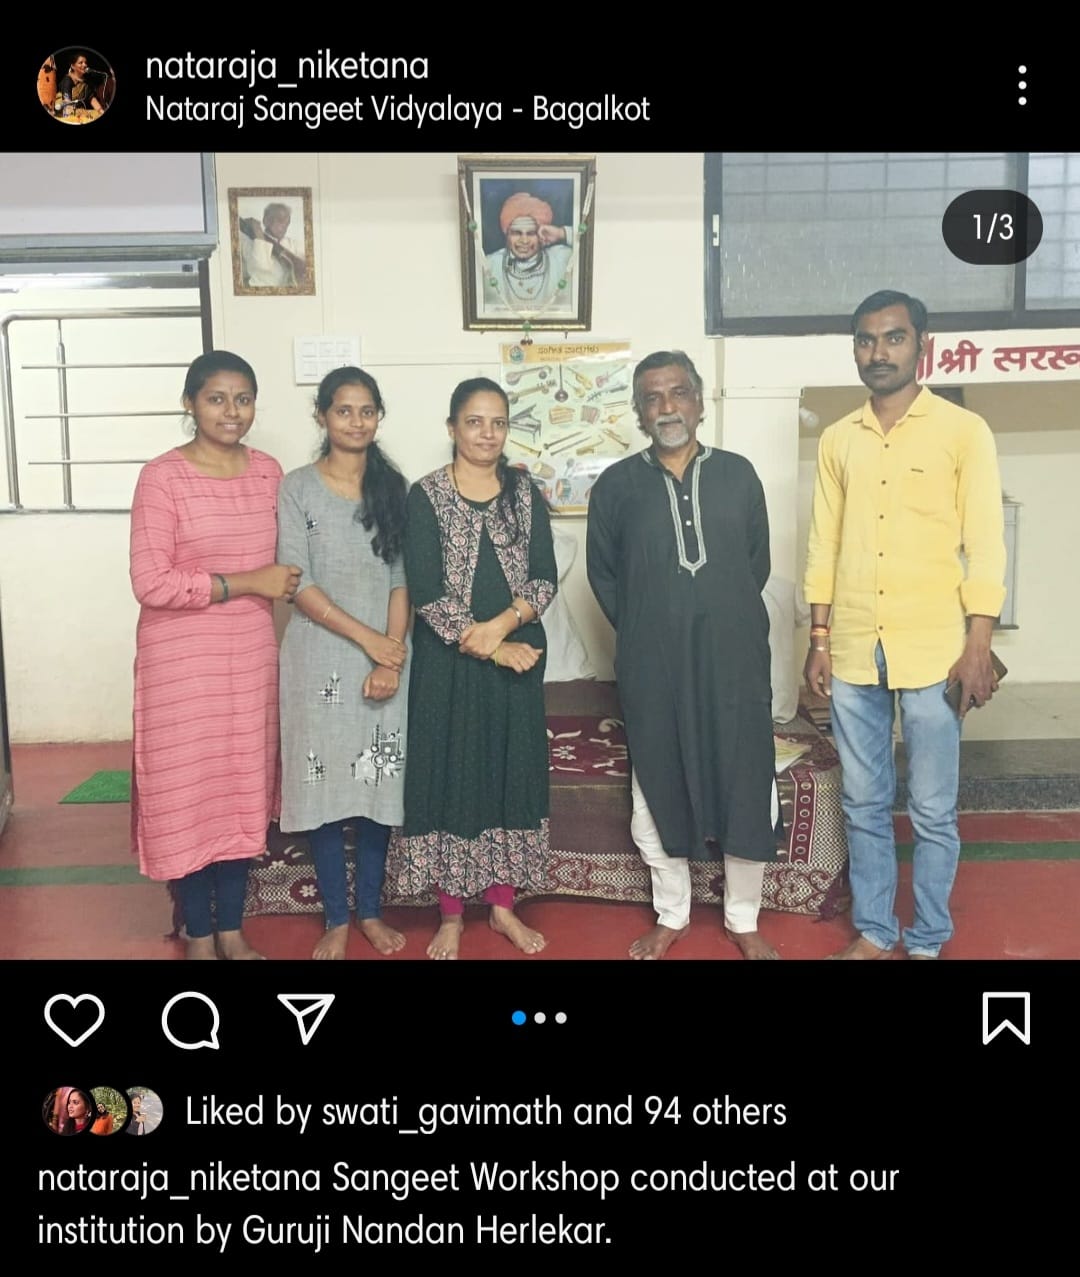 nataraja_niketana
Nataraj Sangeet Vidyalaya - Bagalkot
1/3
ಸಂಗೀತ ವಾದ್ಯಗಳು
श्री सरस्व
Liked by swati_gavimath and 94 others
nataraja_niketana Sangeet Workshop conducted at our
institution by Guruji Nandan Herlekar.